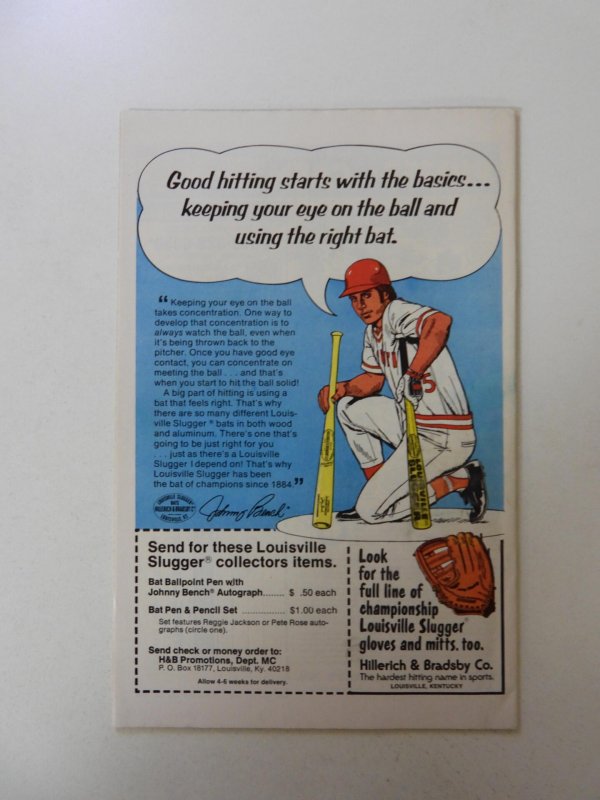 Good hitting starts with the basics...
keeping your eye on the ball and
using the right bat.
“ Keeping your eye on the ball
takes concentration. One way to
develop that concentration is to
always watch the ball, even when
it's being thrown back to the
pitcher. Once you have good eye
contact, you can concentrate on
meeting the ball . . . and that's
when you start to hit the ball solid!
A big part of hitting is using a
bat that feels right. That's why
there are so many different Louis-
ville Slugger® bats in both wood
and aluminum. There's one that's
going to be just right for you
. . . just as there's a Louisville
Slugger I depend on! That's why
Louisville Slugger has been
the bat of champions since 1884.”
LOUISVILLE SLUGGER
BATS
HILLERICH & BRADSBY Co
LOUISVILLE, KY.
Johnny Bench
5
Send for these Louisville
Slugger® collectors items.
Bat Ballpoint Pen with
Johnny Bench® Autograph........ $ .50 each
Bat Pen & Pencil Set ................. $1.00 each
Set features Reggie Jackson or Pete Rose auto-
graphs (circle one).
Send check or money order to:
H&B Promotions, Dept. MC
P. O. Box 18177, Louisville, Ky. 40218
Allow 4-6 weeks for delivery.
Look
for the
full line of
championship
Louisville Slugger®
gloves and mitts, too.
Hillerich & Bradsby Co.
The hardest hitting name in sports.
LOUISVILLE, KENTUCKY